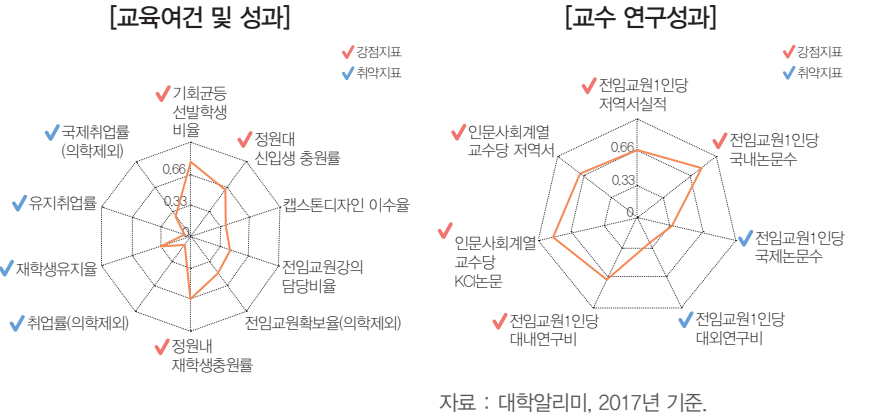 [교육여건 및 성과]
강점지표
취약지표
기회균등
선발학생
비율
정원대
신입생 충원률
캡스톤디자인 이수율
전임교원강의
담당비율
전임교원확보율(의학제외)
정원내
재학생충원률
취업률(의학제외)
재학생유지율
유지취업률
국제취업률
(의학제외)
0.66
0.33
0
[교수 연구성과]
강점지표
취약지표
전임교원1인당
저역서실적
전임교원1인당
국내논문수
전임교원1인당
국제논문수
전임교원1인당
대외연구비
전임교원1인당
대내연구비
인문사회계열
교수당
KCI논문
인문사회계열
교수당 저역서
0.66
0.33
0
자료 : 대학알리미, 2017년 기준.